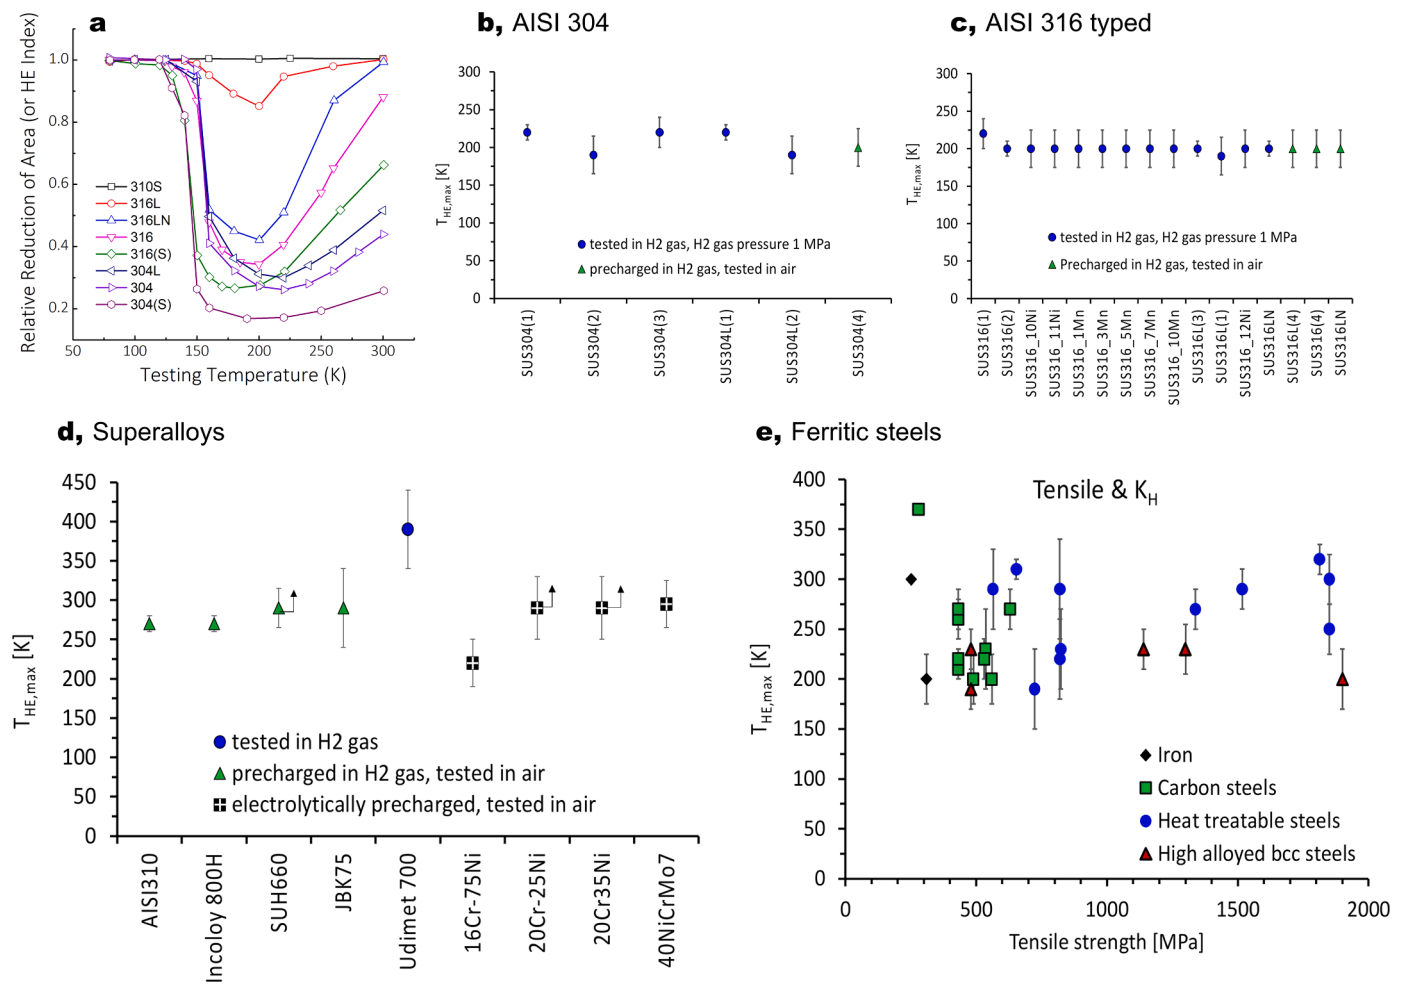 a
Relative Reduction of Area (or HE Index)
1.0
0.8
0.6
0.4
0.2
310S
316L
316LN
316
316(S)
304L
304
304(S)
50 100 150 200 250 300
Testing Temperature (K)
b, AISI 304
T_HE,max [K]
300
250
200
150
100
50
0
tested in H2 gas, H2 gas pressure 1 MPa
precharged in H2 gas, tested in air
SUS304(1)
SUS304(2)
SUS304(3)
SUS304L(1)
SUS304L(2)
SUS304(4)
c, AISI 316 typed
T_HE,max [K]
300
250
200
150
100
50
0
tested in H2 gas, H2 gas pressure 1 MPa
Precharged in H2 gas, tested in air
SUS316(1)
SUS316(2)
SUS316_10Ni
SUS316_11Ni
SUS316_1Mn
SUS316_3Mn
SUS316_5Mn
SUS316_7Mn
SUS316_10Mn
SUS316L(3)
SUS316L(1)
SUS316_12Ni
SUS316LN
SUS316L(4)
SUS316(4)
SUS316LN
d, Superalloys
T_HE,max [K]
450
400
350
300
250
200
150
100
50
0
tested in H2 gas
precharged in H2 gas, tested in air
electrolytically precharged, tested in air
AISI310
Incoloy 800H
SUH660
JBK75
Udimet 700
16Cr-75Ni
20Cr-25Ni
20Cr35Ni
40NiCrMo7
e, Ferritic steels
Tensile & K_H
T_HE,max [K]
400
350
300
250
200
150
100
50
0
Iron
Carbon steels
Heat treatable steels
High alloyed bcc steels
0 500 1000 1500 2000
Tensile strength [MPa]